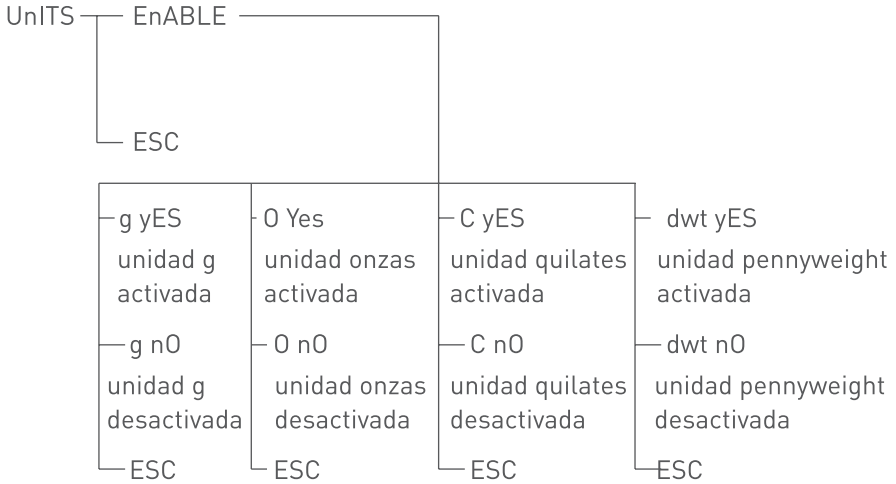 UnITS
EnABLE
ESC
g yES
unidad g
activada
g nO
unidad g
desactivada
ESC
O Yes
unidad onzas
activada
O nO
unidad onzas
desactivada
ESC
C yES
unidad quilates
activada
C nO
unidad quilates
desactivada
ESC
dwt yES
unidad pennyweight
activada
dwt nO
unidad pennyweight
desactivada
ESC